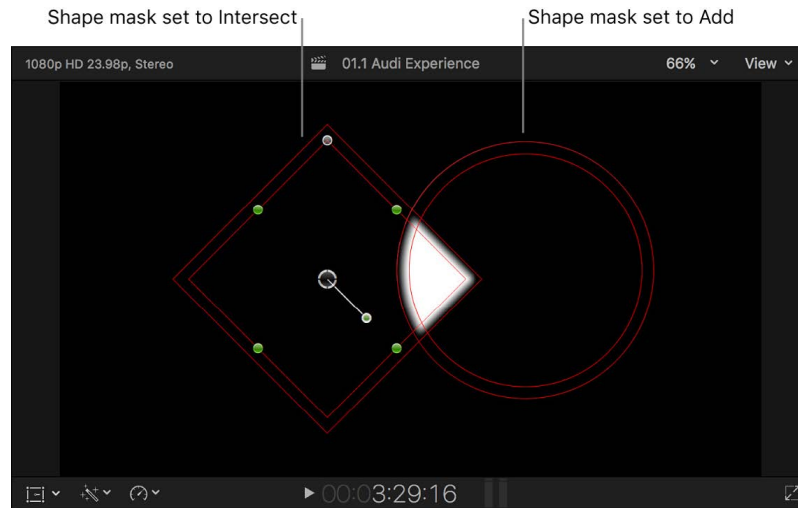 Shape mask set to Intersect
Shape mask set to Add
1080p HD 23.98p, Stereo
01.1 Audi Experience
66%
View
00:03:29:16